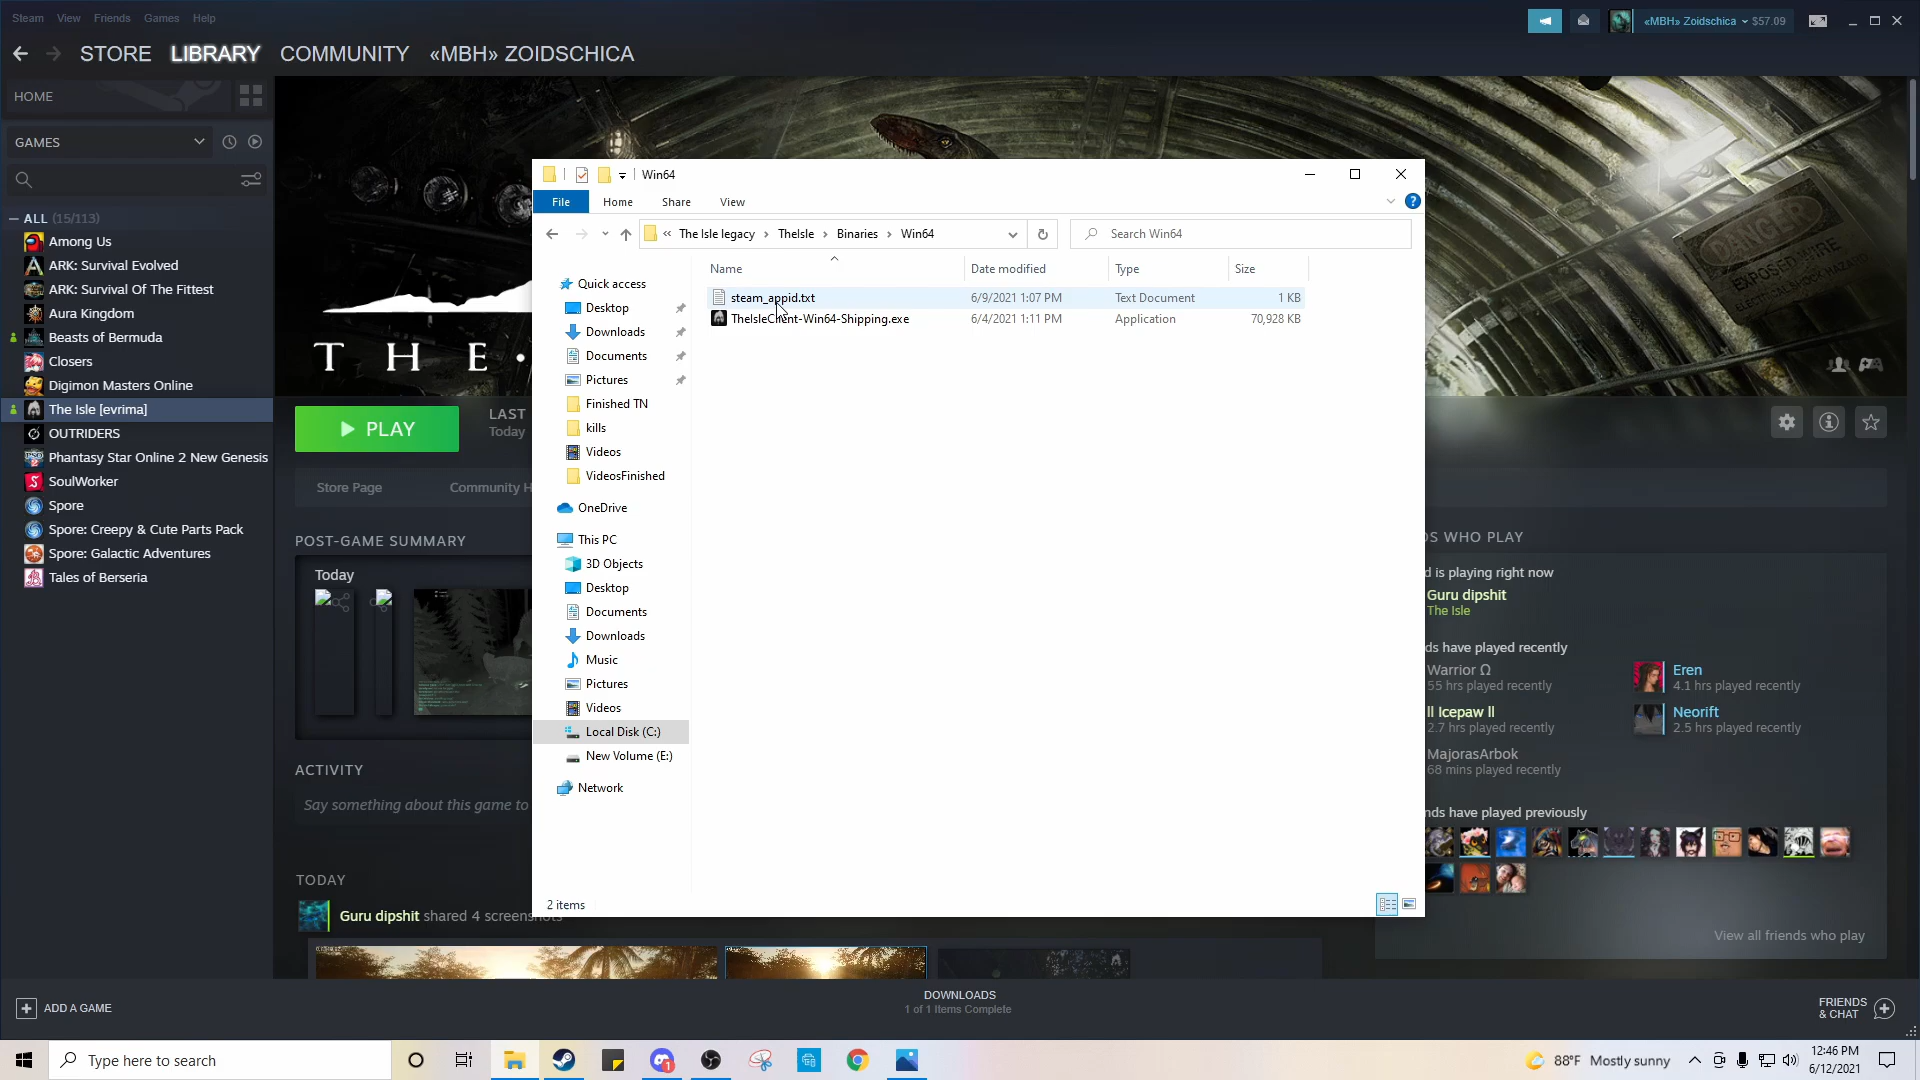 Steam View Friends Games Help
«MBH» Zoidschica $57.09
STORE LIBRARY COMMUNITY «MBH» ZOIDSCHICA
HOME
GAMES
ALL (15/113)
Among Us
ARK: Survival Evolved
ARK: Survival Of The Fittest
Aura Kingdom
Beasts of Bermuda
Closers
Digimon Masters Online
The Isle [evrima]
OUTRIDERS
Phantasy Star Online 2 New Genesis
SoulWorker
Spore
Spore: Creepy & Cute Parts Pack
Spore: Galactic Adventures
Tales of Berseria
T H E
DANGER
PLAY
LAST
Today
Store Page
Community H
POST-GAME SUMMARY
Today
ACTIVITY
Say something about this game to
TODAY
Guru dipshit shared 4 screenshots
Win64
File Home Share View
?
« The Isle legacy > TheIsle > Binaries > Win64
Search Win64
Name Date modified Type Size
steam_appid.txt 6/9/2021 1:07 PM Text Document 1 KB
TheIsleClient-Win64-Shipping.exe 6/4/2021 1:11 PM Application 70,928 KB
Quick access
Desktop
Downloads
Documents
Pictures
Finished TN
kills
Videos
VideosFinished
OneDrive
This PC
3D Objects
Desktop
Documents
Downloads
Music
Pictures
Videos
Local Disk (C:)
New Volume (E:)
Network
2 items
DS WHO PLAY
d is playing right now
Guru dipshit
The Isle
ds have played recently
Warrior Ω
55 hrs played recently
Eren
4.1 hrs played recently
ll Icepaw ll
2.7 hrs played recently
Neorift
2.5 hrs played recently
MajorasArbok
68 mins played recently
nds have played previously
View all friends who play
ADD A GAME
DOWNLOADS
1 of 1 Items Complete
FRIENDS
& CHAT
Type here to search
1
88°F Mostly sunny
12:46 PM
6/12/2021